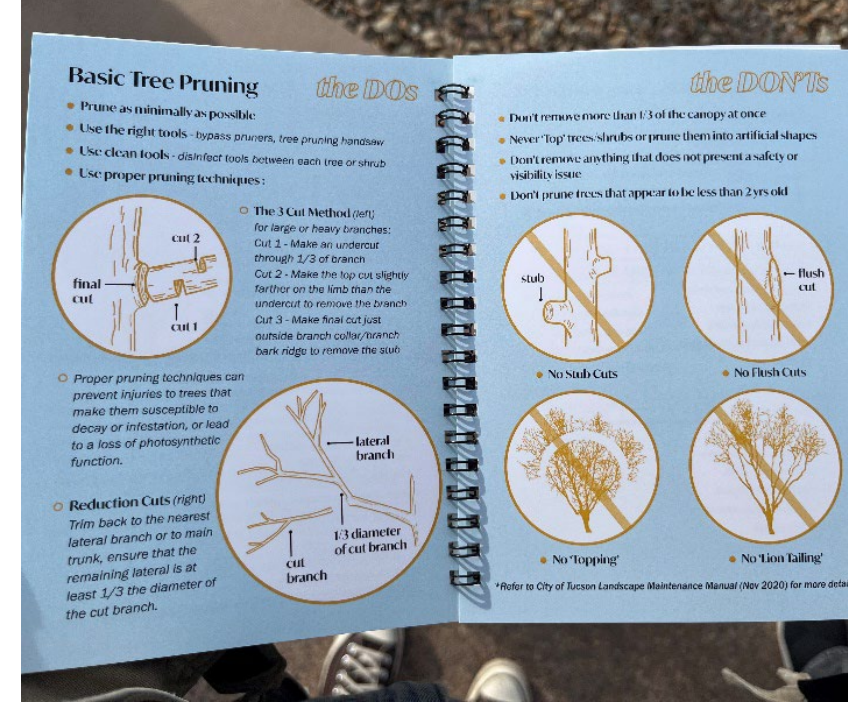 Basic Tree Pruning
the DOs
Prune as minimally as possible
Use the right tools - bypass pruners, tree pruning handsaw
Use clean tools - disinfect tools between each tree or shrub
Use proper pruning techniques:
cut 2
final
cut
cut 1
The 3 Cut Method (left)
for large or heavy branches:
Cut 1 - Make an undercut
through 1/3 of branch
Cut 2 - Make the top cut slightly
farther on the limb than the
undercut to remove the branch
Cut 3 - Make final cut just
outside branch collar/branch
bark ridge to remove the stub
Proper pruning techniques can
prevent injuries to trees that
make them susceptible to
decay or infestation, or lead
to a loss of photosynthetic
function.
Reduction Cuts (right)
Trim back to the nearest
lateral branch or to main
trunk, ensure that the
remaining lateral is at
least 1/3 the diameter of
the cut branch.
lateral
branch
1/3 diameter
of cut branch
cut
branch
the DON'Ts
Don't remove more than 1/3 of the canopy at once
Never 'Top' trees/shrubs or prune them into artificial shapes
Don't remove anything that does not present a safety or
visibility issue
Don't prune trees that appear to be less than 2 yrs old
stub
No Stub Cuts
flush
cut
No Flush Cuts
No 'Topping'
No 'Lion Tailing'
*Refer to City of Tucson Landscape Maintenance Manual (Nov 2020) for more detai